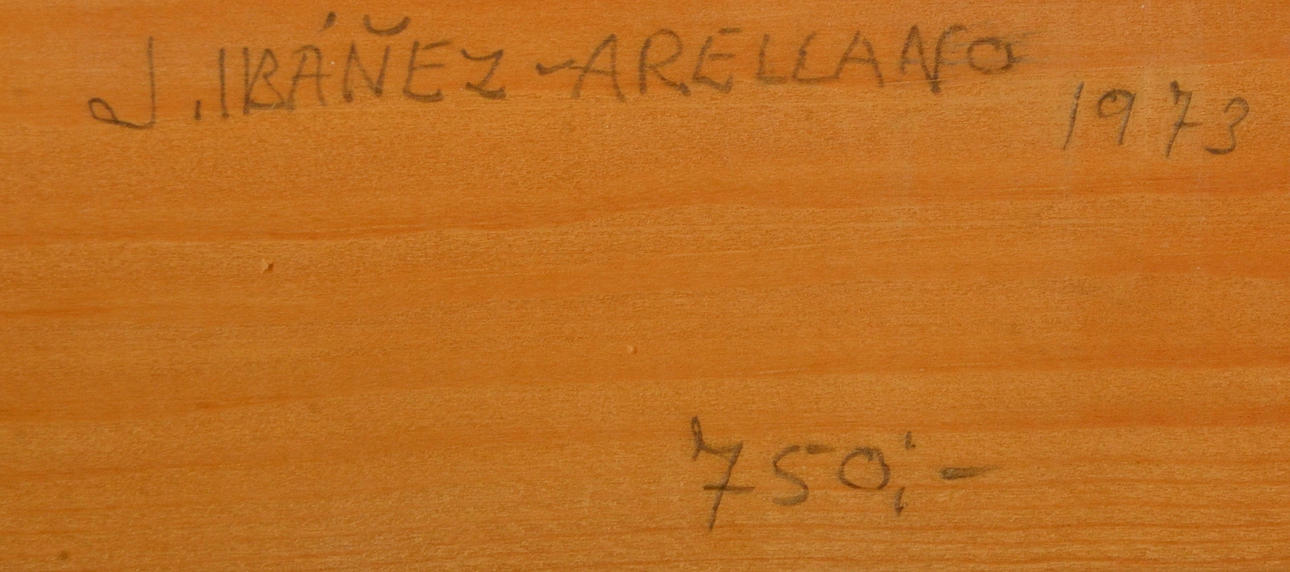 J. IBÁÑEZ-ARELLANO 1973
750;-